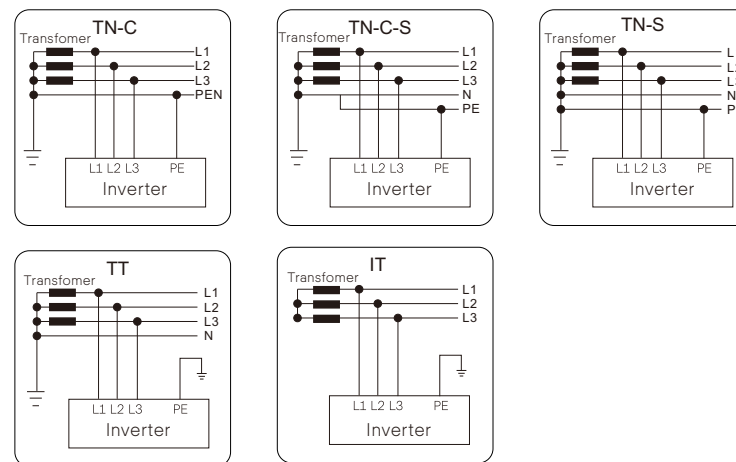 TN-C
Transfomer
L1
L2
L3
PEN
L1 L2 L3 PE
Inverter
TN-C-S
Transfomer
L1
L2
L3
N
PE
L1 L2 L3 PE
Inverter
TN-S
Transfomer
L
L
L
N
P
L1 L2 L3 PE
Inverter
TT
Transfomer
L1
L2
L3
N
L1 L2 L3 PE
Inverter
IT
Transfomer
L1
L2
L3
L1 L2 L3 PE
Inverter